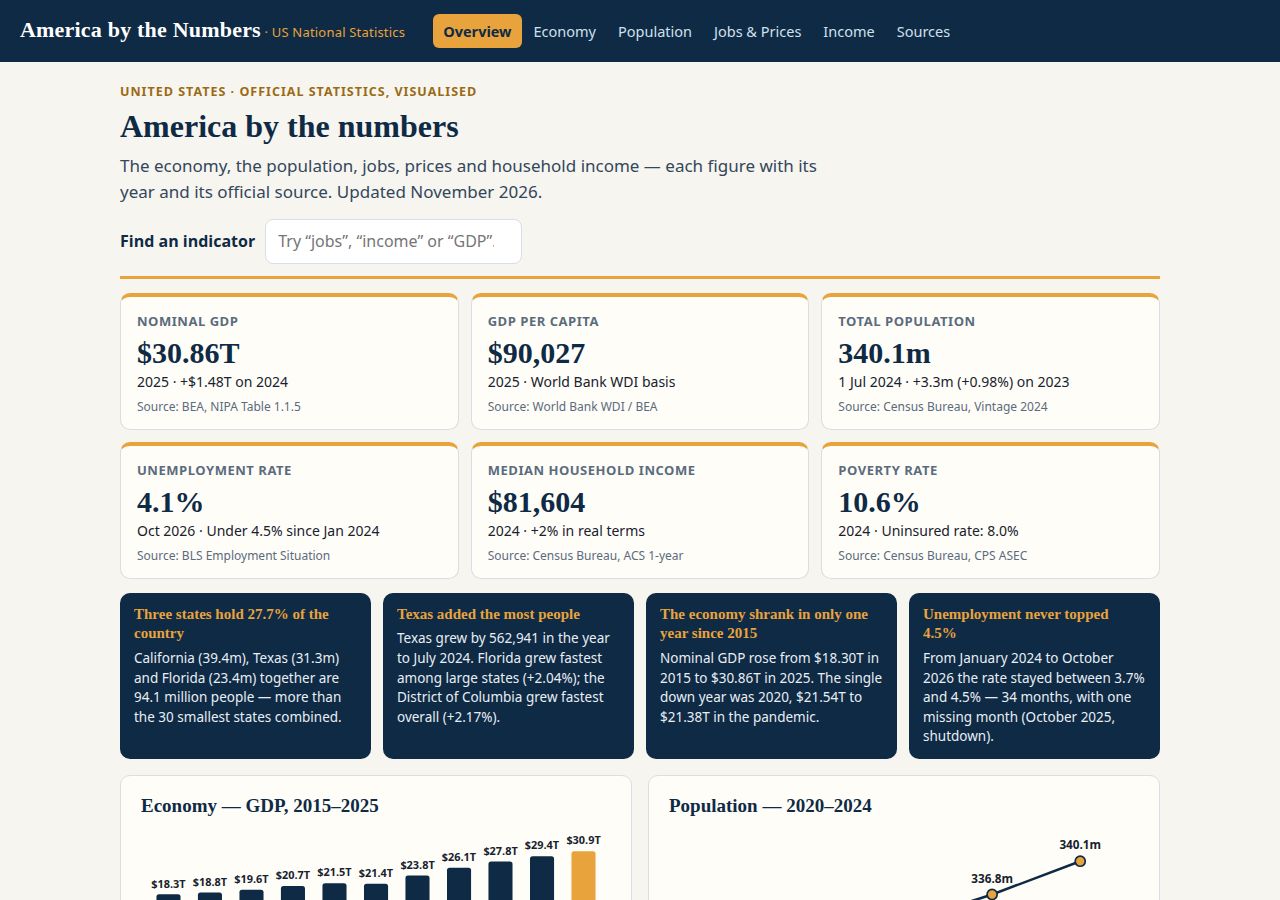 America by the Numbers · US National Statistics
Overview Economy Population Jobs & Prices Income Sources
UNITED STATES · OFFICIAL STATISTICS, VISUALISED
America by the numbers
The economy, the population, jobs, prices and household income — each figure with its
year and its official source. Updated November 2026.
Find an indicator
Try “jobs”, “income” or “GDP”.
NOMINAL GDP
$30.86T
2025 · +$1.48T on 2024
Source: BEA, NIPA Table 1.1.5
GDP PER CAPITA
$90,027
2025 · World Bank WDI basis
Source: World Bank WDI / BEA
TOTAL POPULATION
340.1m
1 Jul 2024 · +3.3m (+0.98%) on 2023
Source: Census Bureau, Vintage 2024
UNEMPLOYMENT RATE
4.1%
Oct 2026 · Under 4.5% since Jan 2024
Source: BLS Employment Situation
MEDIAN HOUSEHOLD INCOME
$81,604
2024 · +2% in real terms
Source: Census Bureau, ACS 1-year
POVERTY RATE
10.6%
2024 · Uninsured rate: 8.0%
Source: Census Bureau, CPS ASEC
Three states hold 27.7% of the
country
California (39.4m), Texas (31.3m)
and Florida (23.4m) together are
94.1 million people — more than
the 30 smallest states combined.
Texas added the most people
Texas grew by 562,941 in the year
to July 2024. Florida grew fastest
among large states (+2.04%); the
District of Columbia grew fastest
overall (+2.17%).
The economy shrank in only one
year since 2015
Nominal GDP rose from $18.30T in
2015 to $30.86T in 2025. The single
down year was 2020, $21.54T to
$21.38T in the pandemic.
Unemployment never topped
4.5%
From January 2024 to October
2026 the rate stayed between 3.7%
and 4.5% — 34 months, with one
missing month (October 2025,
shutdown).
Economy — GDP, 2015–2025
$18.3T $18.8T $19.6T $20.7T $21.5T $21.4T $23.8T $26.1T $27.8T $29.4T $30.9T
Population — 2020–2024
340.1m
336.8m